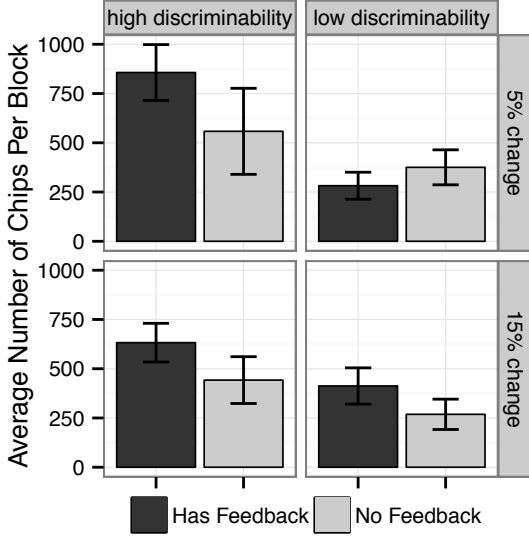 high discriminability
low discriminability
Average Number of Chips Per Block
1000
750
500
250
0
5% change
1000
750
500
250
0
15% change
Has Feedback
No Feedback